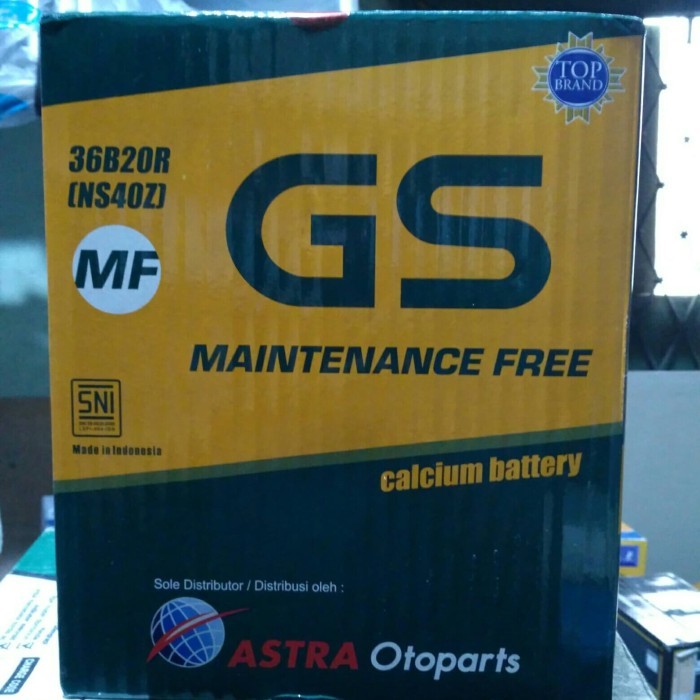 TOP
BRAND
36B20R
(NS40Z)
MF
GS
MAINTENANCE FREE
SNI
Made in Indonesia
calcium battery
Sole Distributor / Distribusi oleh :
ASTRA Otoparts